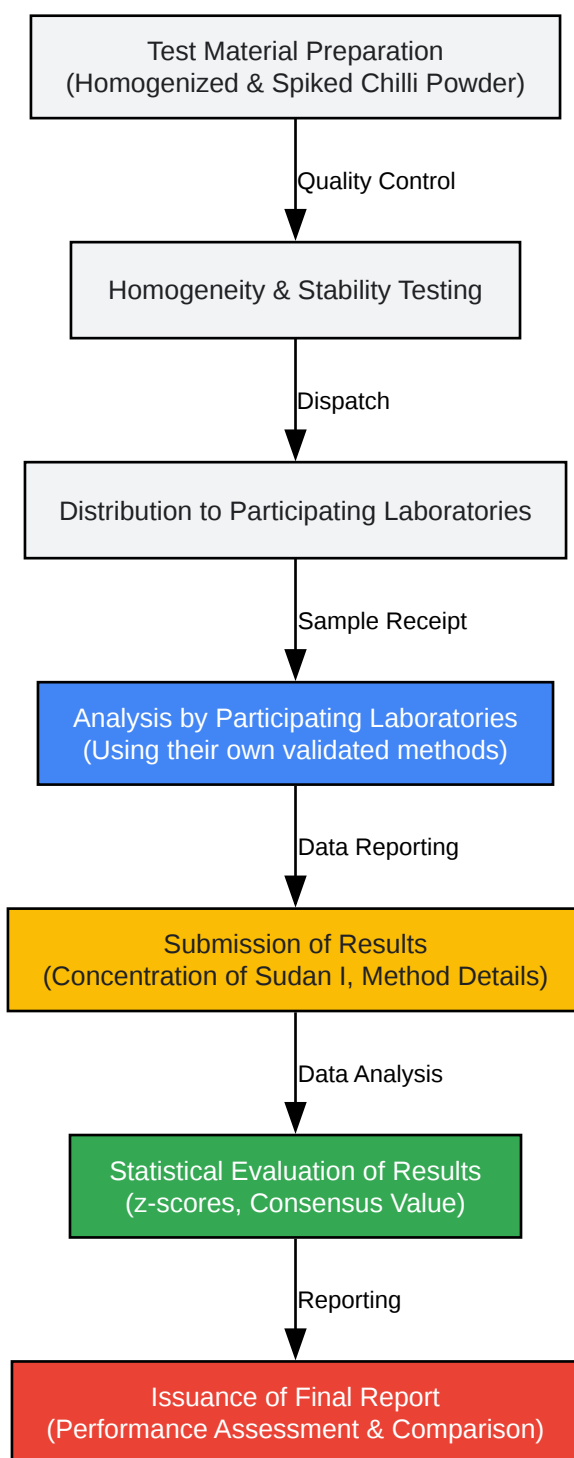 Test Material Preparation
(Homogenized & Spiked Chilli Powder)
Quality Control
Homogeneity & Stability Testing
Dispatch
Distribution to Participating Laboratories
Sample Receipt
Analysis by Participating Laboratories
(Using their own validated methods)
Data Reporting
Submission of Results
(Concentration of Sudan I, Method Details)
Data Analysis
Statistical Evaluation of Results
(z-scores, Consensus Value)
Reporting
Issuance of Final Report
(Performance Assessment & Comparison)